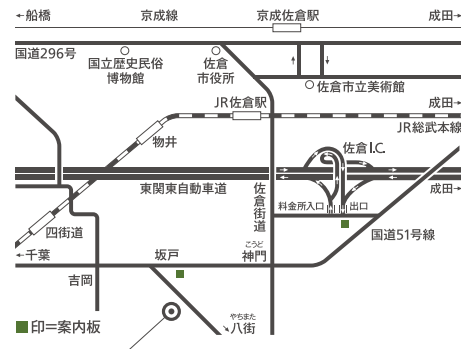 ←船橋
京成線
京成佐倉駅
成田→
国道296号
国立歴史民俗
博物館
佐倉
市役所
↑
↓
佐倉市立美術館
JR佐倉駅
成田→
JR総武本線
物井
佐倉I.C.
東関東自動車道
佐倉街道
料金所入口
出口
成田→
四街道
国道51号線
←千葉
坂戸
こうど
神門
吉岡
■印=案内板
やちまた
↘八街